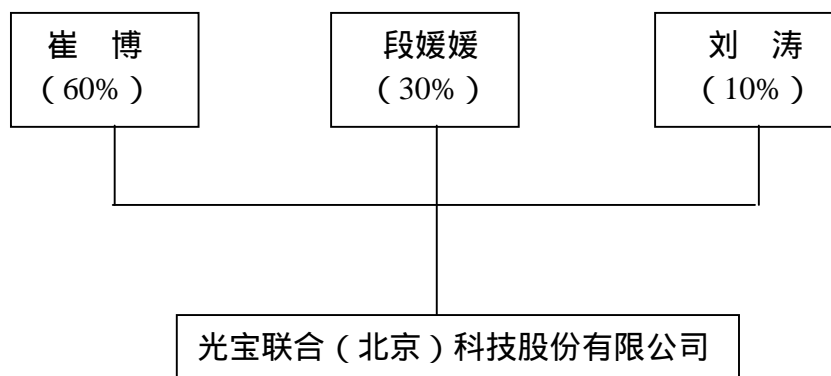 崔 博
（60%）
段媛媛
（30%）
刘 涛
（10%）
光宝联合（北京）科技股份有限公司